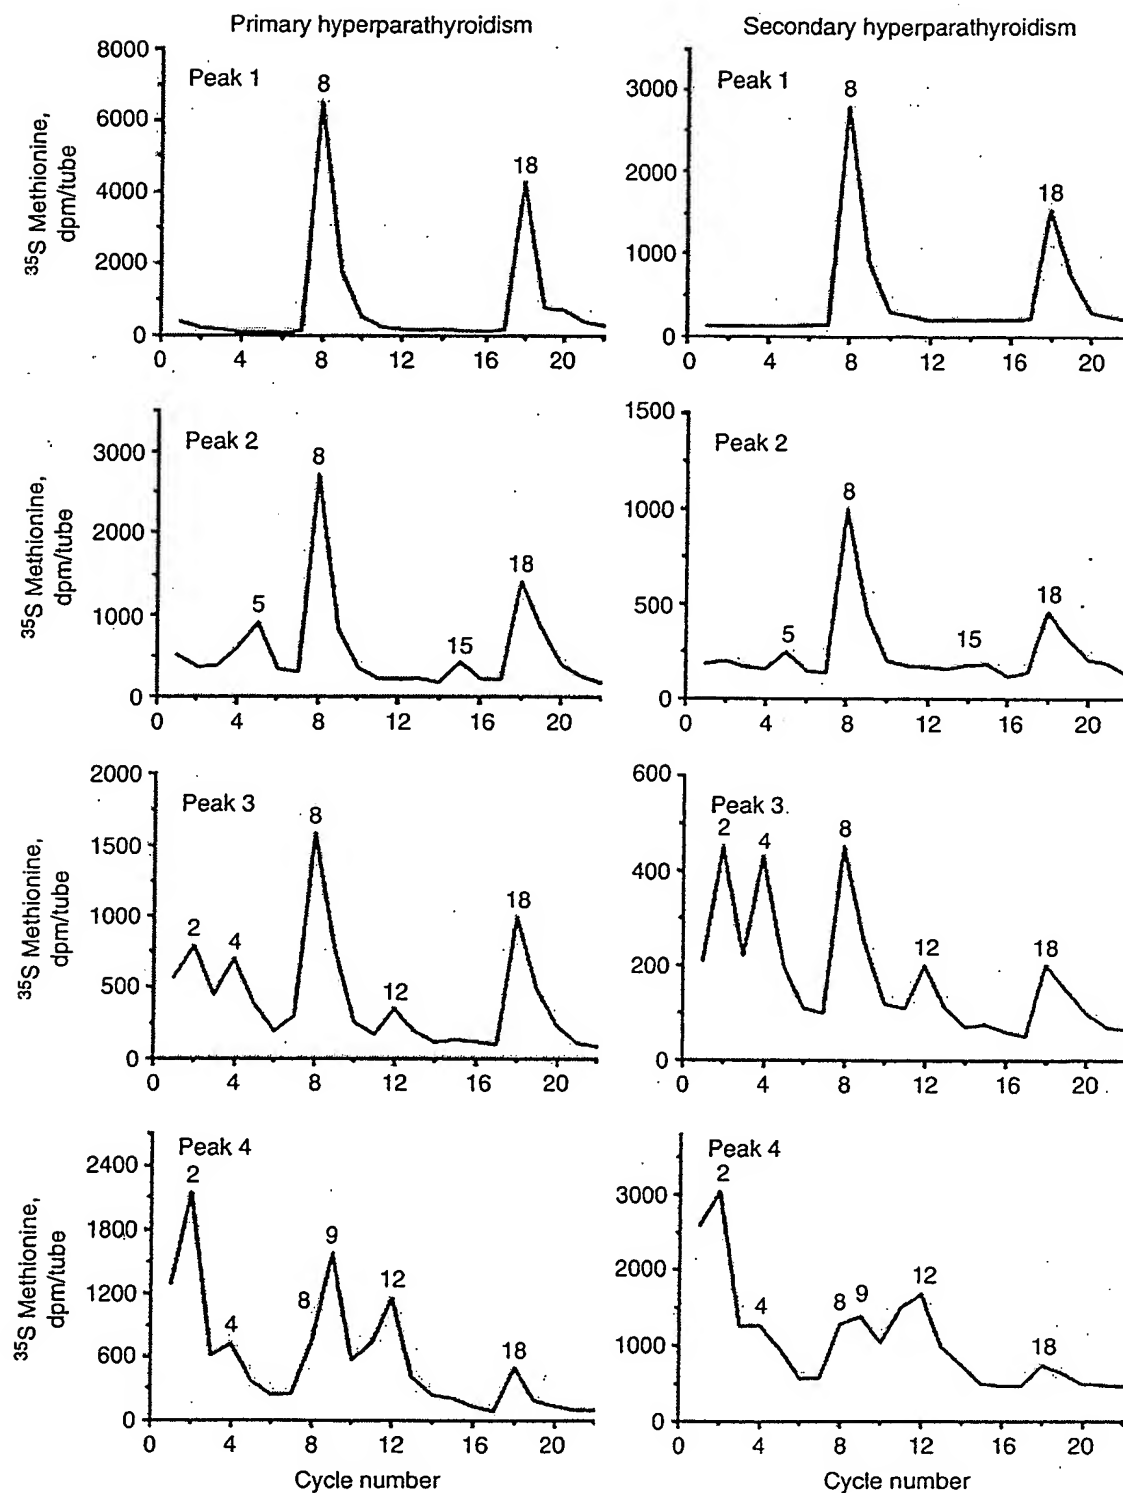 Primary hyperparathyroidism
Secondary hyperparathyroidism
8000
6000
4000
2000
0
35S Methionine,
dpm/tube
Peak 1
8
18
0 4 8 12 16 20
3000
2000
1000
0
Peak 1
8
18
0 4 8 12 16 20
3000
2000
1000
0
35S Methionine,
dpm/tube
Peak 2
5
8
15
18
0 4 8 12 16 20
1500
1000
500
0
Peak 2
5
8
15
18
0 4 8 12 16 20
2000
1500
1000
500
0
35S Methionine,
dpm/tube
Peak 3
2
4
8
12
18
0 4 8 12 16 20
600
400
200
0
Peak 3
2
4
8
12
18
0 4 8 12 16 20
2400
1800
1200
600
0
35S Methionine,
dpm/tube
Peak 4
2
4
8
9
12
18
0 4 8 12 16 20
Cycle number
3000
2000
1000
0
Peak 4
2
4
8
9
12
18
0 4 8 12 16 20
Cycle number